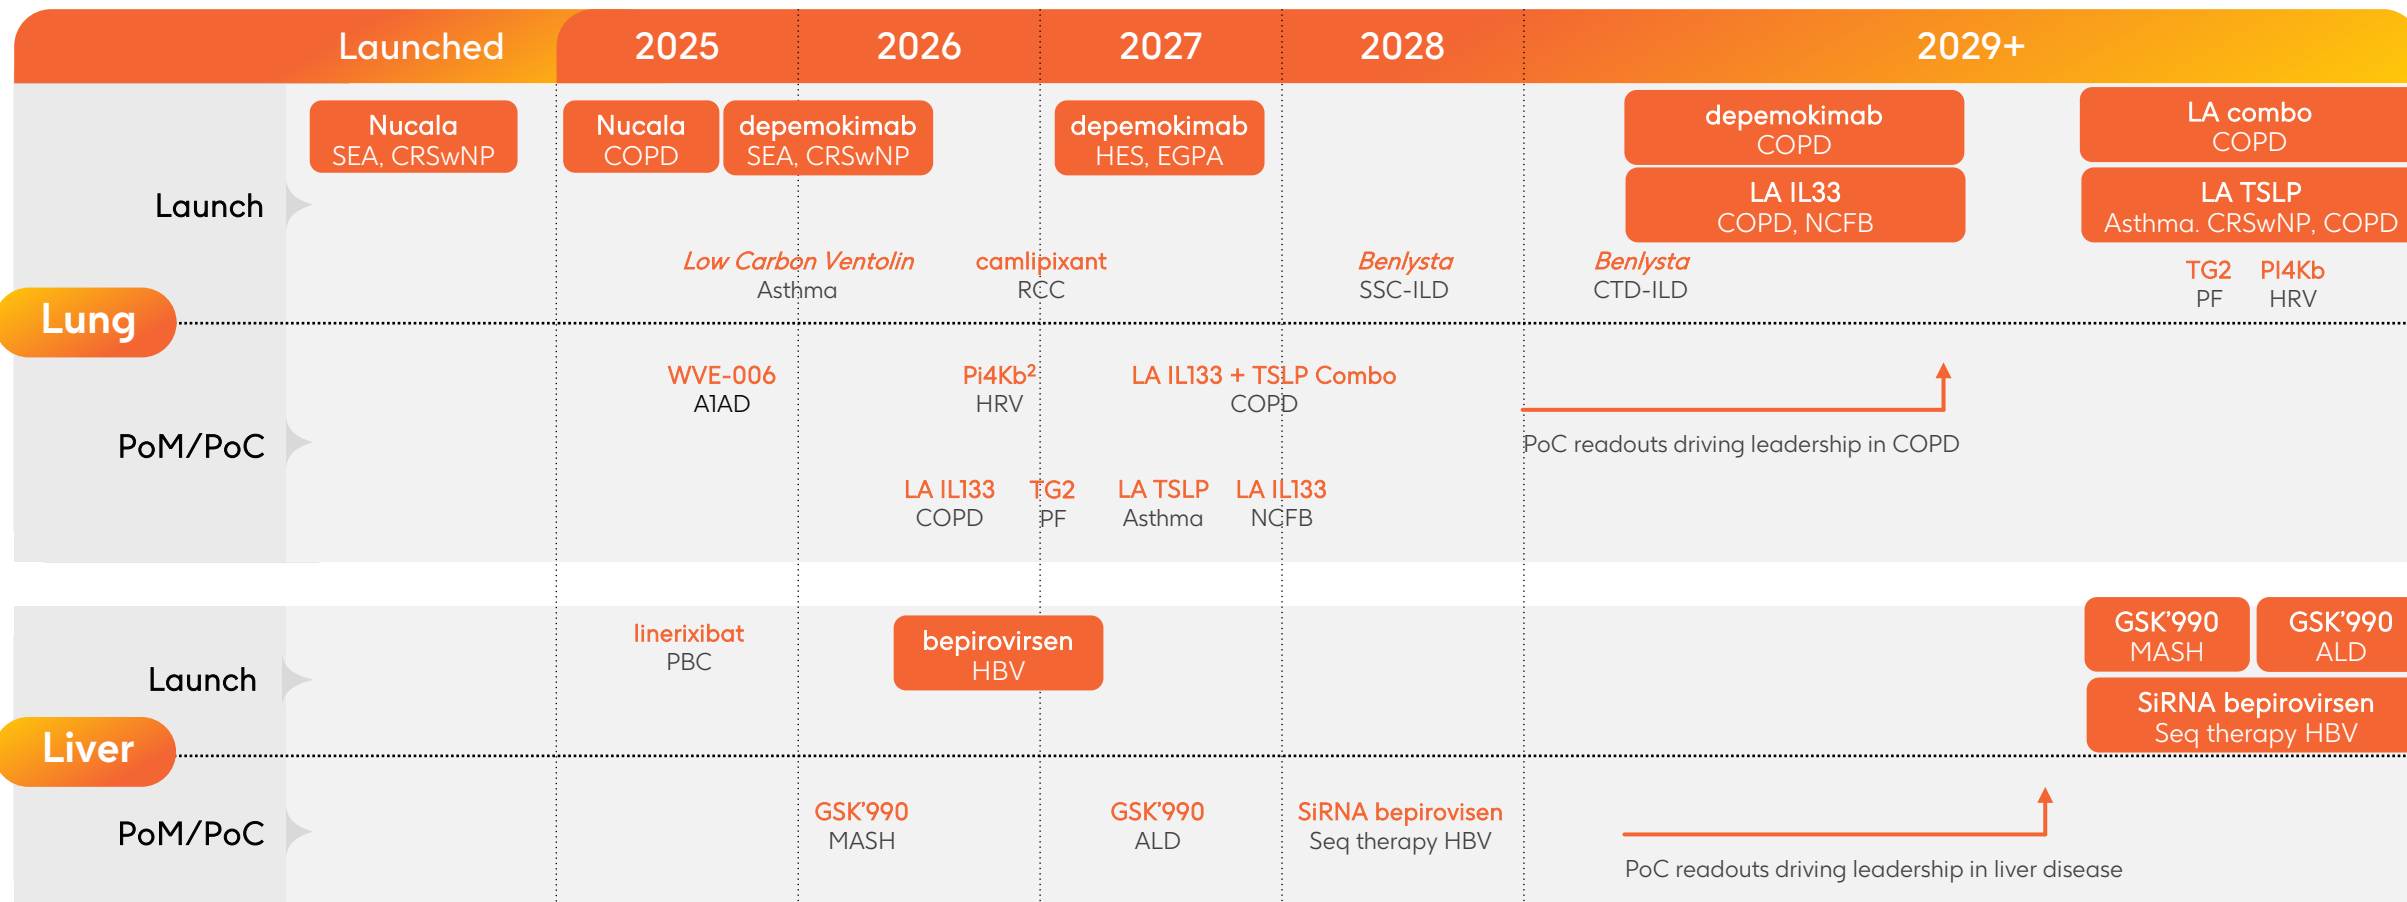 Launched 2025 2026 2027 2028 2029+
Nucala
SEA, CRSwNP
Nucala
COPD
depemokimab
SEA, CRSwNP
depemokimab
HES, EGPA
depemokimab
COPD
LA combo
COPD
LA IL33
COPD, NCFB
LA TSLP
Asthma. CRSwNP, COPD
Launch
Low Carbon Ventolin
Asthma
camlipixant
RCC
Benlysta
SSC-ILD
Benlysta
CTD-ILD
TG2
PF
PI4Kb
HRV
Lung
WVE-006
A1AD
Pi4Kb²
HRV
LA IL133 + TSLP Combo
COPD
PoC readouts driving leadership in COPD
PoM/PoC
LA IL133
COPD
TG2
PF
LA TSLP
Asthma
LA IL133
NCFB
linerixibat
PBC
bepirovirsen
HBV
GSK'990
MASH
GSK'990
ALD
Launch
SiRNA bepirovirsen
Seq therapy HBV
Liver
PoM/PoC
GSK'990
MASH
GSK'990
ALD
SiRNA bepirovisen
Seq therapy HBV
PoC readouts driving leadership in liver disease